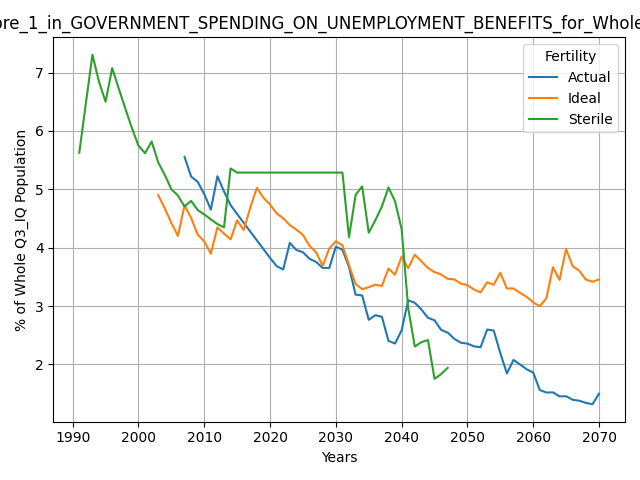 ore_1_in_GOVERNMENT_SPENDING_ON_UNEMPLOYMENT_BENEFITS_for_Whole
Fertility
Actual
Ideal
Sterile
% of Whole Q3_IQ Population
7
6
5
4
3
2
1990 2000 2010 2020 2030 2040 2050 2060 2070
Years